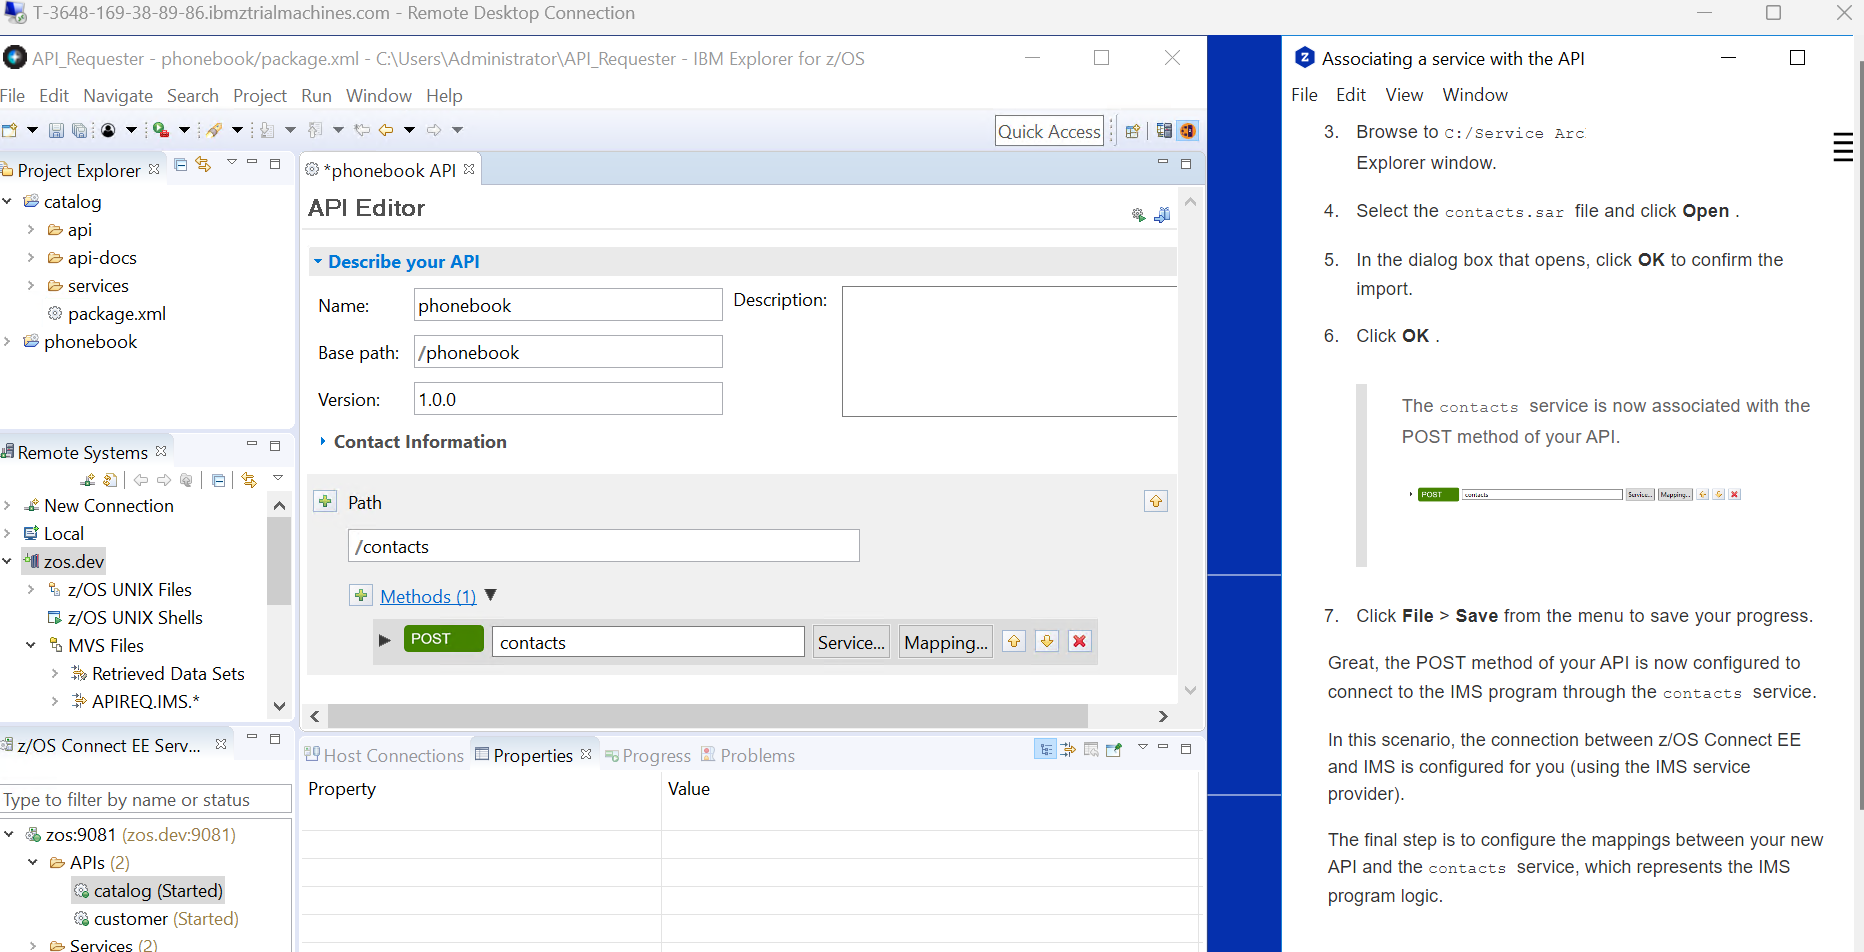 T-3648-169-38-89-86.ibmztrialmachines.com - Remote Desktop Connection
API_Requester - phonebook/package.xml - C:\Users\Administrator\API_Requester - IBM Explorer for z/OS
File Edit Navigate Search Project Run Window Help
Quick Access
Project Explorer
catalog
api
api-docs
services
package.xml
phonebook
Remote Systems
New Connection
Local
zos.dev
z/OS UNIX Files
z/OS UNIX Shells
MVS Files
Retrieved Data Sets
APIREQ.IMS.*
z/OS Connect EE Serv...
Type to filter by name or status
zos:9081 (zos.dev:9081)
APIs (2)
catalog (Started)
customer (Started)
Services (2)
*phonebook API
API Editor
Describe your API
Name: phonebook
Description:
Base path: /phonebook
Version: 1.0.0
Contact Information
Path
/contacts
Methods (1)
POST contacts Service... Mapping...
Host Connections Properties Progress Problems
Property Value
Associating a service with the API
File Edit View Window
3. Browse to C:/Service Arc
Explorer window.
4. Select the contacts.sar file and click Open .
5. In the dialog box that opens, click OK to confirm the
import.
6. Click OK .
The contacts service is now associated with the
POST method of your API.
POST contacts Service... Mapping...
7. Click File > Save from the menu to save your progress.
Great, the POST method of your API is now configured to
connect to the IMS program through the contacts service.
In this scenario, the connection between z/OS Connect EE
and IMS is configured for you (using the IMS service
provider).
The final step is to configure the mappings between your new
API and the contacts service, which represents the IMS
program logic.